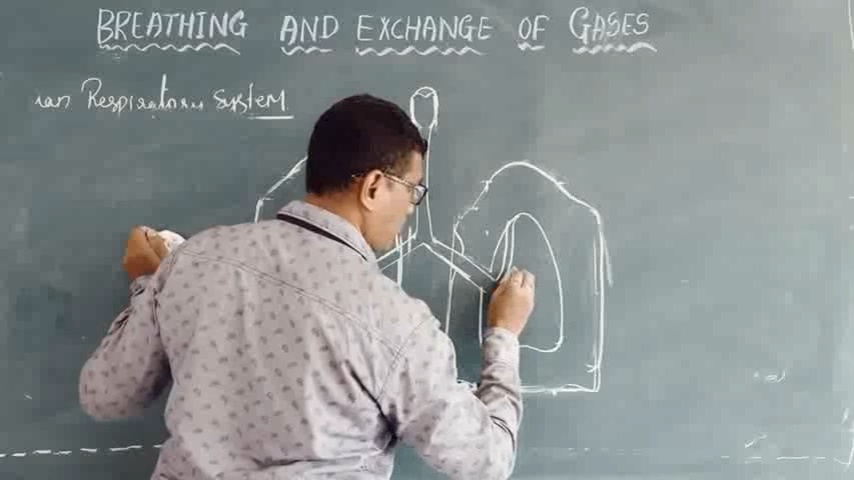 BREATHING AND EXCHANGE OF GASES
Respiratory System